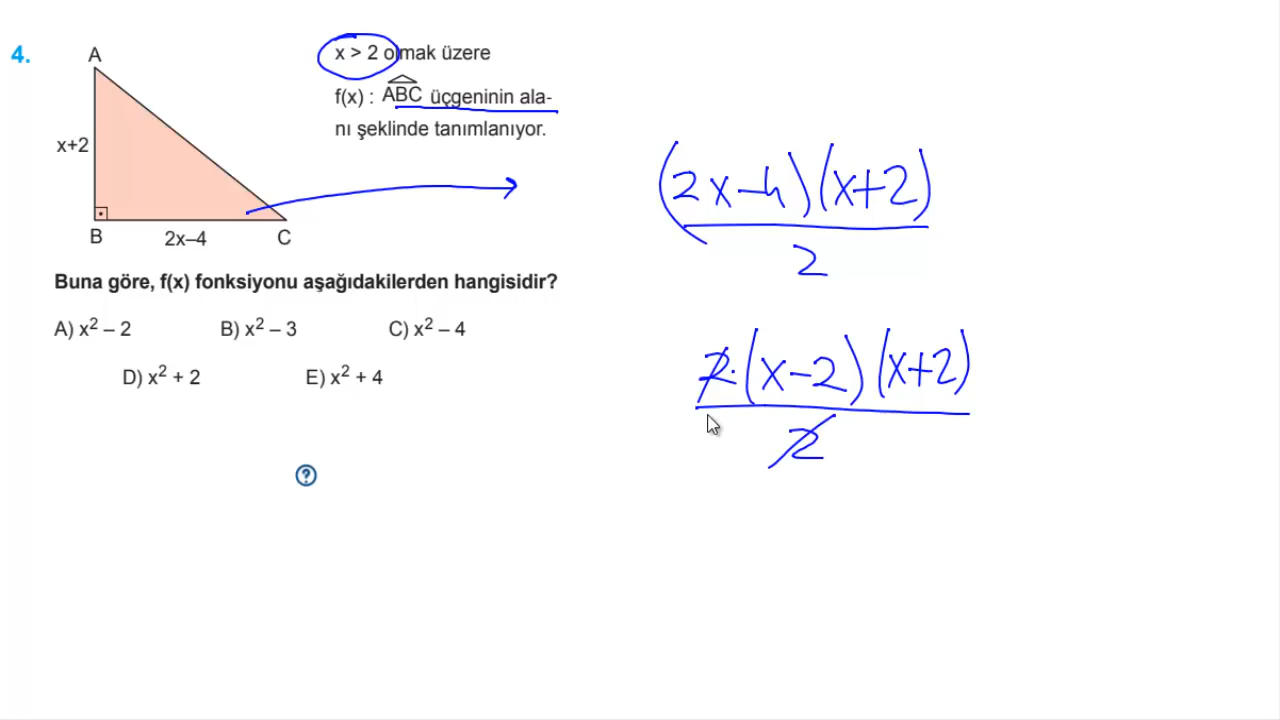 4.
A
x+2
B
2x–4
C
x > 2 olmak üzere
f(x) : ABC üçgeninin ala-
nı şeklinde tanımlanıyor.
Buna göre, f(x) fonksiyonu aşağıdakilerden hangisidir?
A) x² – 2 B) x² – 3 C) x² – 4
D) x² + 2 E) x² + 4
?
(2x–4)(x+2)
2
2·(x–2)(x+2)
2